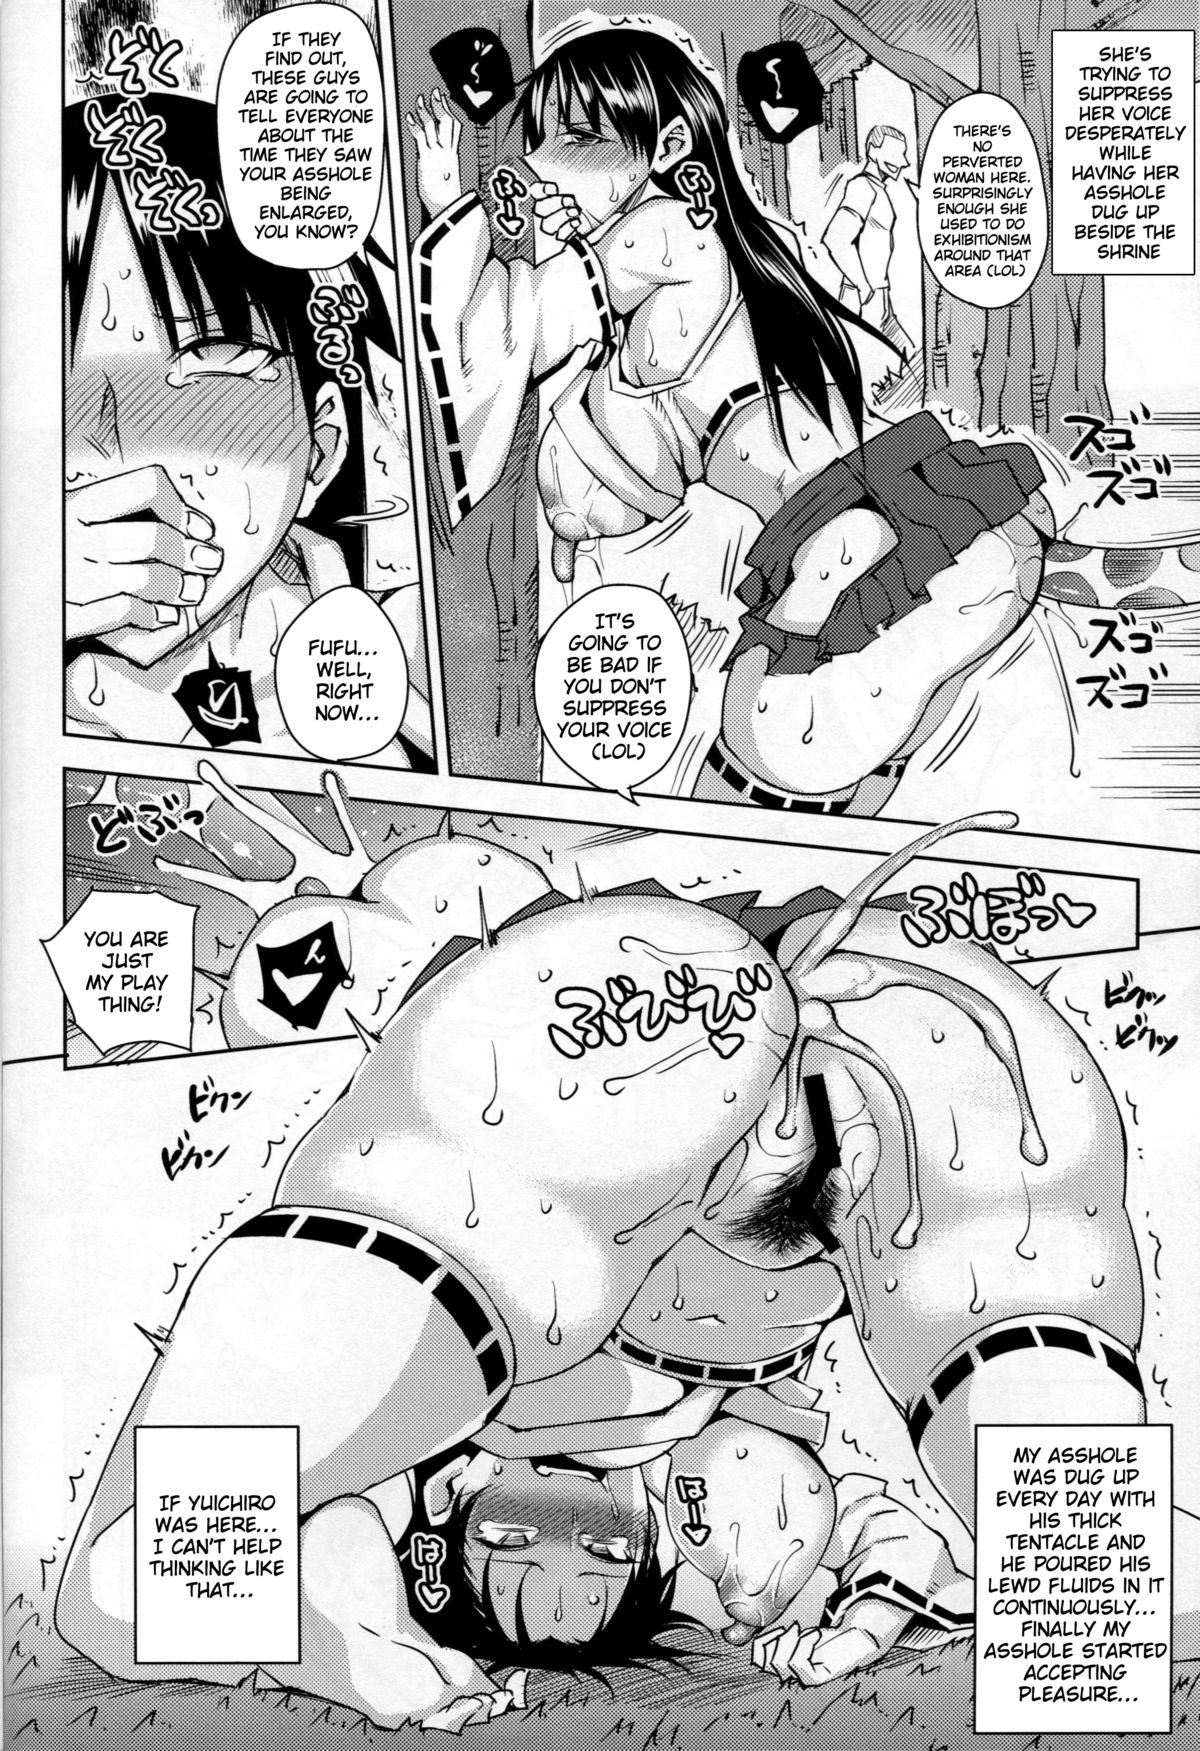 SHE'S
TRYING TO
SUPPRESS
HER VOICE
DESPERATELY
WHILE
HAVING HER
ASSHOLE
DUG UP
BESIDE THE
SHRINE
THERE'S
NO
PERVERTED
WOMAN HERE.
SURPRISINGLY
ENOUGH SHE
USED TO DO
EXHIBITIONISM
AROUND THAT
AREA (LOL)
ズゴ
ズゴ
ズゴ
ズゴ
IT'S
GOING TO
BE BAD IF
YOU DON'T
SUPPRESS
YOUR VOICE
(LOL)
IF THEY
FIND OUT,
THESE GUYS
ARE GOING TO
TELL EVERYONE
ABOUT THE
TIME THEY SAW
YOUR ASSHOLE
BEING
ENLARGED,
YOU KNOW?
ぞく
ぞく
ぞく
ぶる
FUFU...
WELL,
RIGHT
NOW...
どぶっ
YOU ARE
JUST
MY PLAY
THING!
ぶぼっ♥
ぶびびび♥
ビクッ
ビクッ
ビクン
ビクン
MY ASSHOLE
WAS DUG UP
EVERY DAY WITH
HIS THICK
TENTACLE AND
HE POURED HIS
LEWD FLUIDS IN IT
CONTINUOUSLY...
FINALLY MY
ASSHOLE STARTED
ACCEPTING
PLEASURE...
はー♥
はー♥
IF YUICHIRO
WAS HERE...
I CAN'T HELP
THINKING LIKE
THAT...